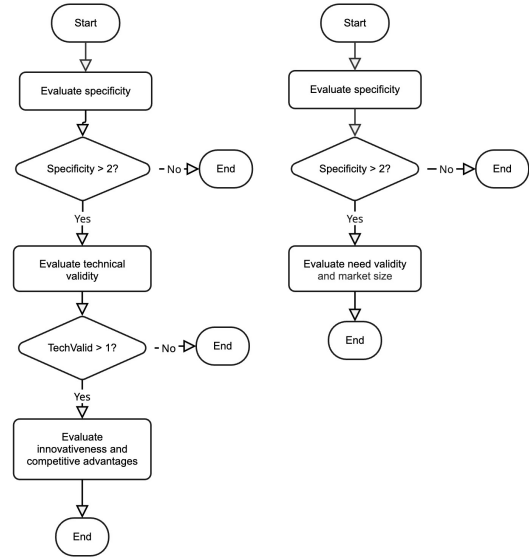 Start
Evaluate specificity
Specificity > 2?
No
End
Yes
Evaluate technical
validity
TechValid > 1?
No
End
Yes
Evaluate
innovativeness and
competitive advantages
End
Start
Evaluate specificity
Specificity > 2?
No
End
Yes
Evaluate need validity
and market size
End